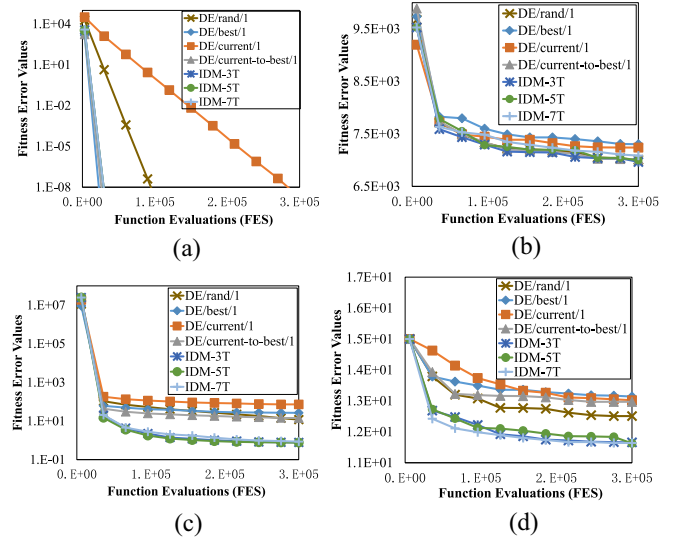 1.E+04
1.E+01
1.E-02
1.E-05
1.E-08
Fitness Error Values
DE/rand/1
DE/best/1
DE/current/1
DE/current-to-best/1
IDM-3T
IDM-5T
IDM-7T
0.E+00
1.E+05
2.E+05
3.E+05
Function Evaluations (FES)
(a)
9.5E+03
8.5E+03
7.5E+03
6.5E+03
Fitness Error Values
DE/rand/1
DE/best/1
DE/current/1
DE/current-to-best/1
IDM-3T
IDM-5T
IDM-7T
0.E+00
1.E+05
2.E+05
3.E+05
Function Evaluations (FES)
(b)
1.E+07
1.E+05
1.E+03
1.E+01
1.E-01
Fitness Error Values
DE/rand/1
DE/best/1
DE/current/1
DE/current-to-best/1
IDM-3T
IDM-5T
IDM-7T
0.E+00
1.E+05
2.E+05
3.E+05
Function Evaluations (FES)
(c)
1.7E+01
1.5E+01
1.3E+01
1.2E+01
1.1E+01
Fitness Error Values
DE/rand/1
DE/best/1
DE/current/1
DE/current-to-best/1
IDM-3T
IDM-5T
IDM-7T
0.E+00
1.E+05
2.E+05
3.E+05
Function Evaluations (FES)
(d)